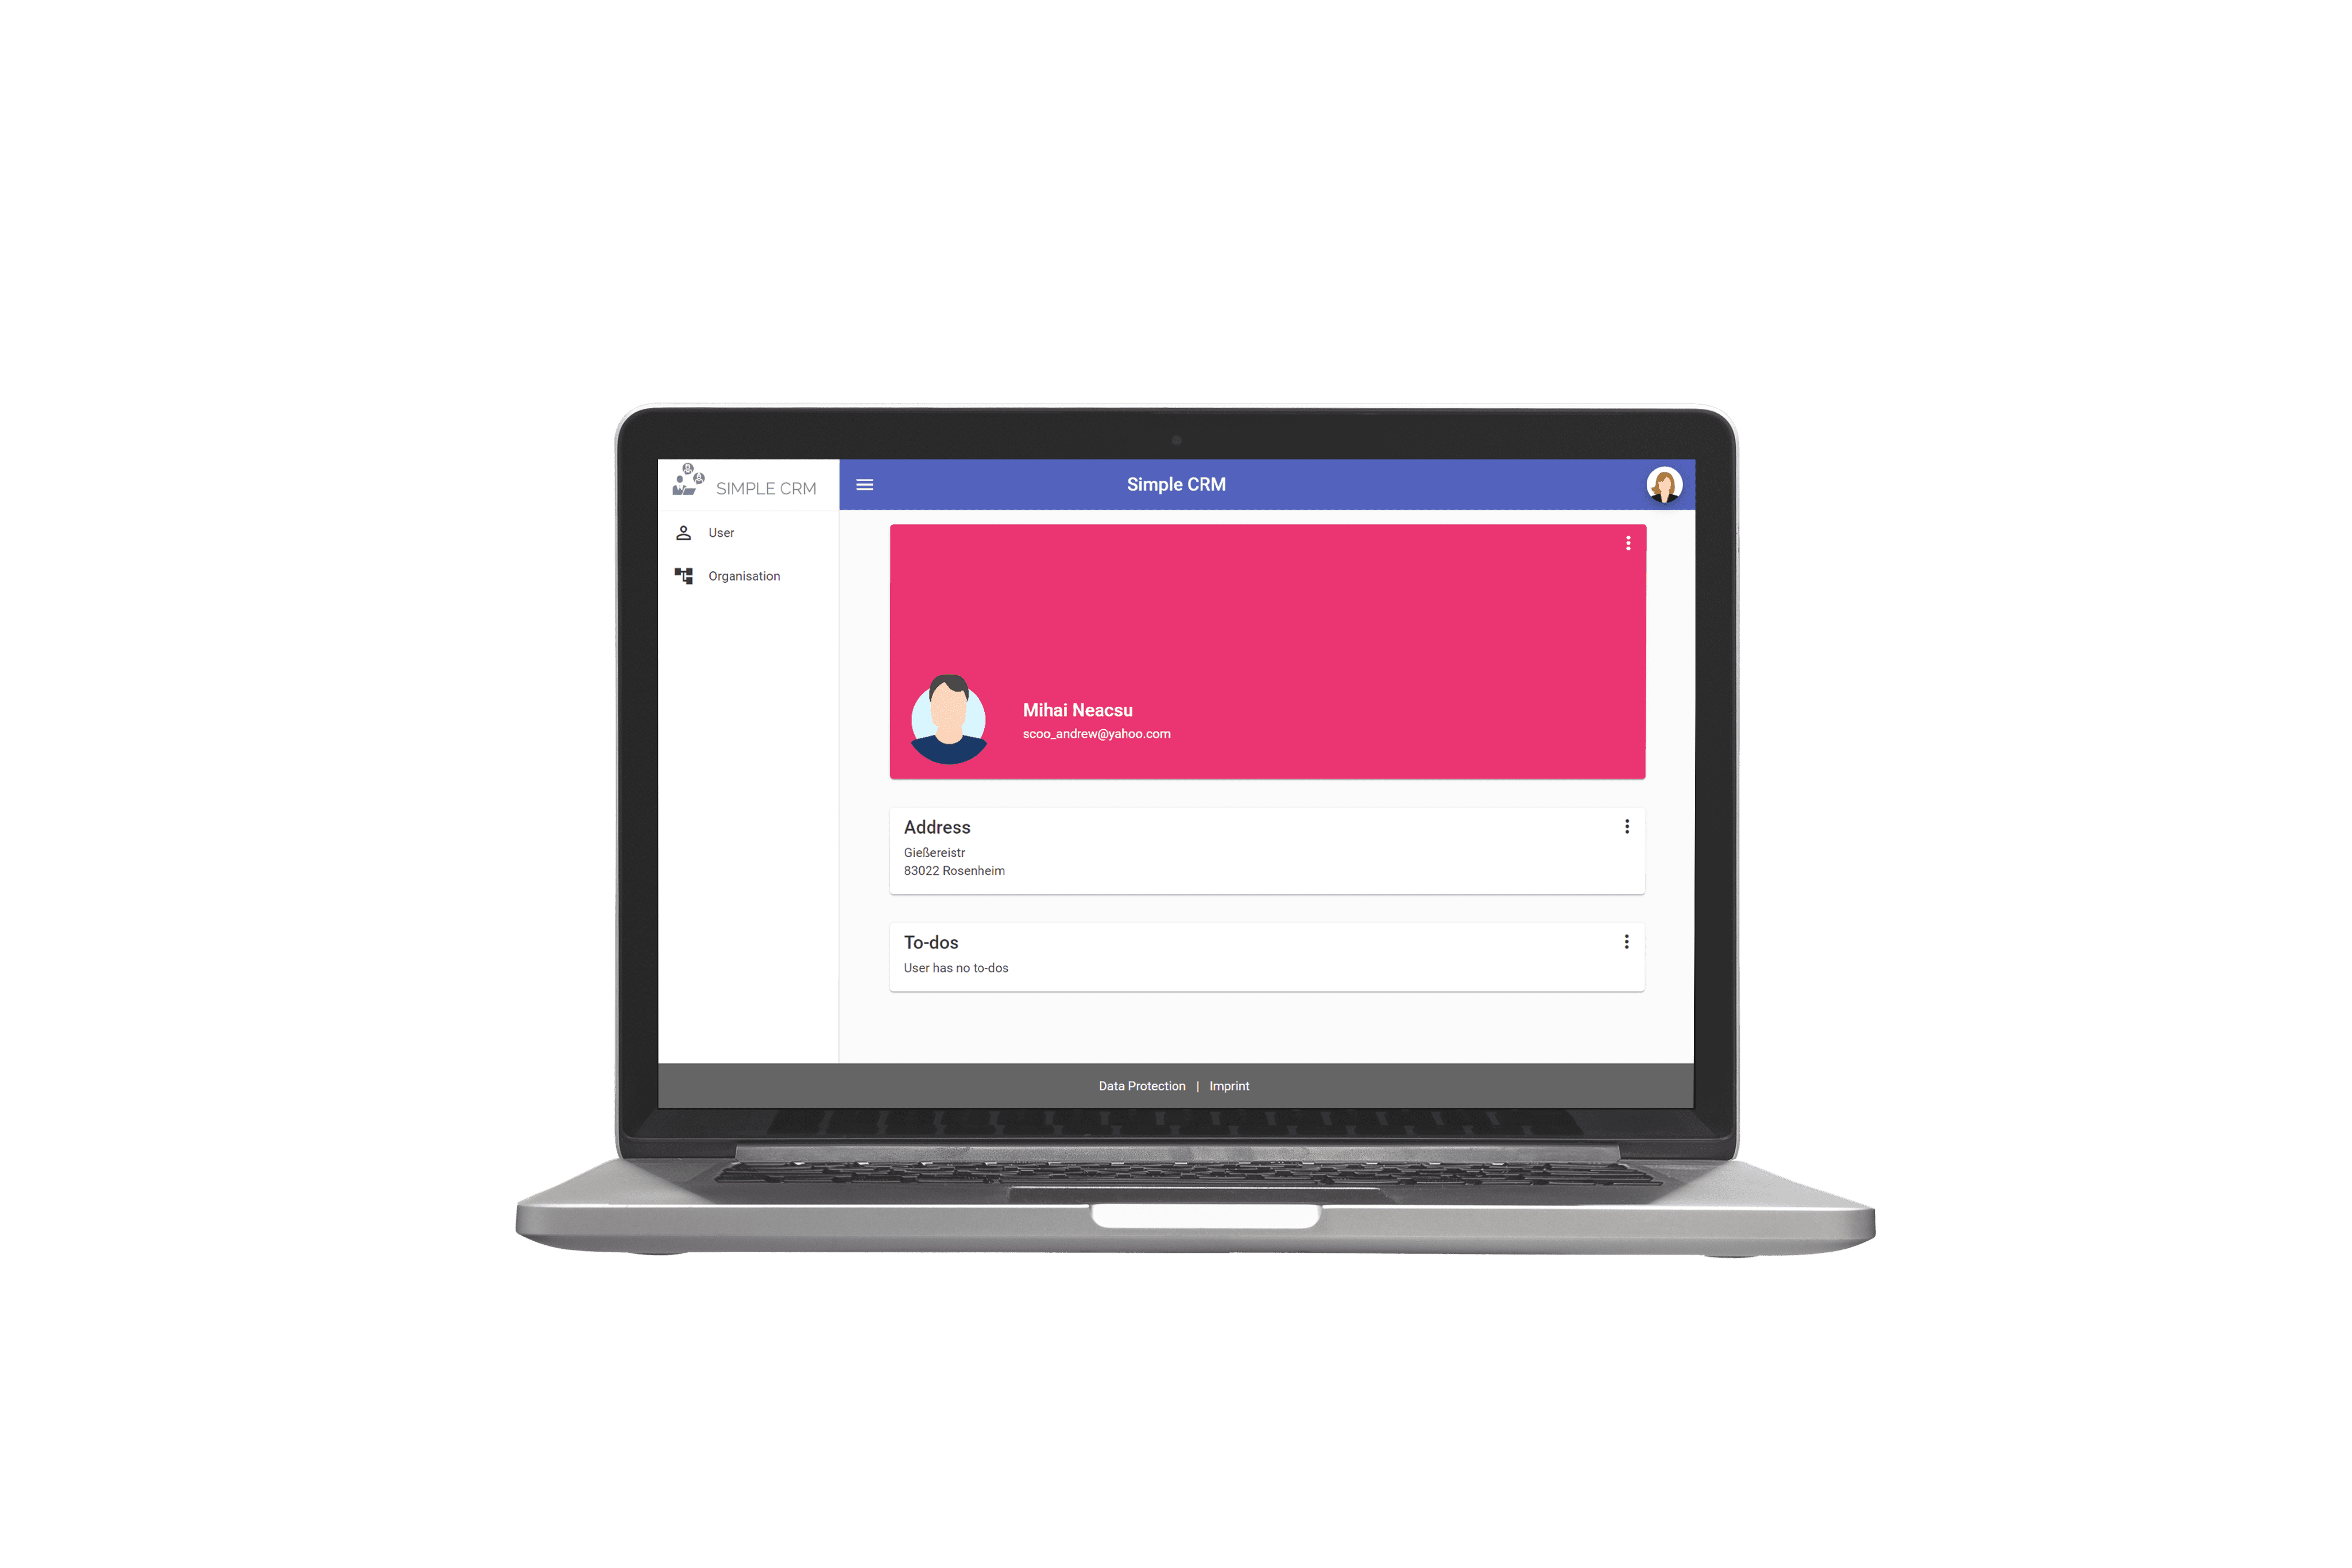 SIMPLE CRM
Simple CRM
User
Organisation
Mihai Neacsu
scoo_andrew@yahoo.com
Address
Gießereistr
83022 Rosenheim
To-dos
User has no to-dos
Data Protection | Imprint